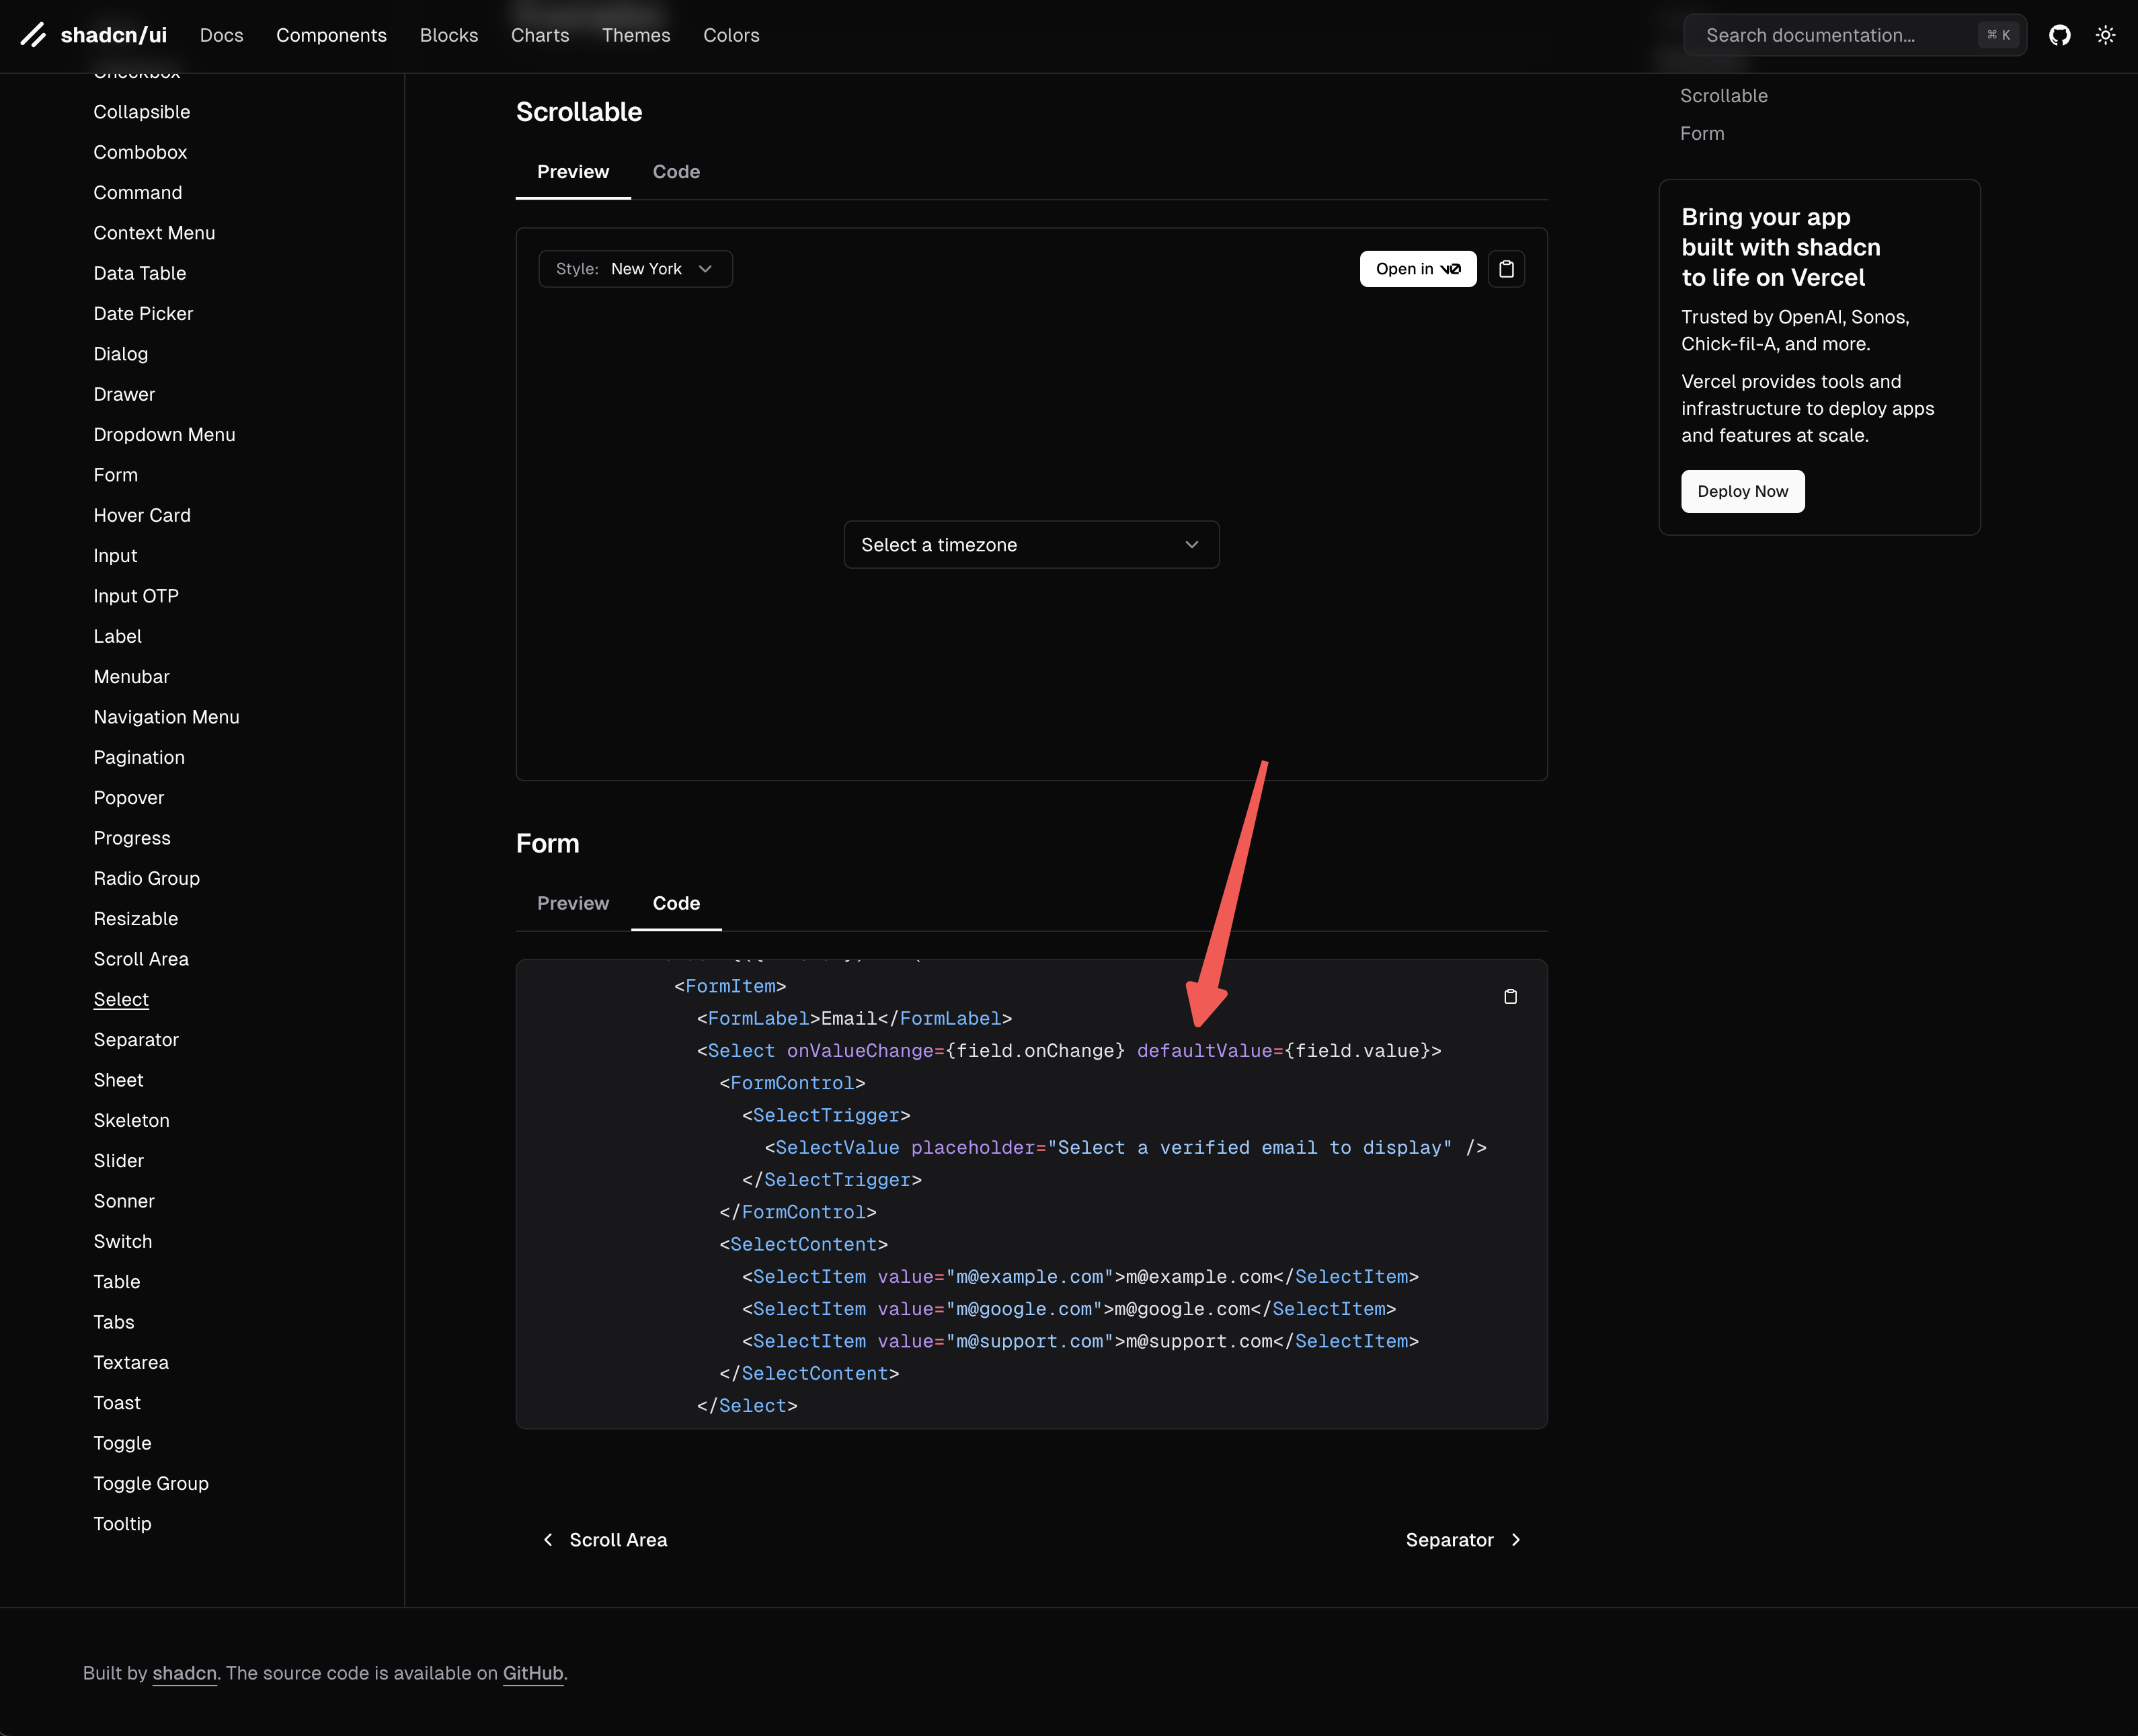 shadcn/ui
Docs
Components
Blocks
Charts
Themes
Colors
Search documentation...
⌘ K
Checkbox
Collapsible
Combobox
Command
Context Menu
Data Table
Date Picker
Dialog
Drawer
Dropdown Menu
Form
Hover Card
Input
Input OTP
Label
Menubar
Navigation Menu
Pagination
Popover
Progress
Radio Group
Resizable
Scroll Area
Select
Separator
Sheet
Skeleton
Slider
Sonner
Switch
Table
Tabs
Textarea
Toast
Toggle
Toggle Group
Tooltip
Scrollable
Preview
Code
Style: New York
Open in v0
Select a timezone
Form
Preview
Code
<FormItem>
<FormLabel>Email</FormLabel>
<Select onValueChange={field.onChange} defaultValue={field.value}>
<FormControl>
<SelectTrigger>
<SelectValue placeholder="Select a verified email to display" />
</SelectTrigger>
</FormControl>
<SelectContent>
<SelectItem value="m@example.com">m@example.com</SelectItem>
<SelectItem value="m@google.com">m@google.com</SelectItem>
<SelectItem value="m@support.com">m@support.com</SelectItem>
</SelectContent>
</Select>
Scroll Area
Separator
Scrollable
Form
Bring your app
built with shadcn
to life on Vercel
Trusted by OpenAI, Sonos,
Chick-fil-A, and more.
Vercel provides tools and
infrastructure to deploy apps
and features at scale.
Deploy Now
Built by shadcn. The source code is available on GitHub.